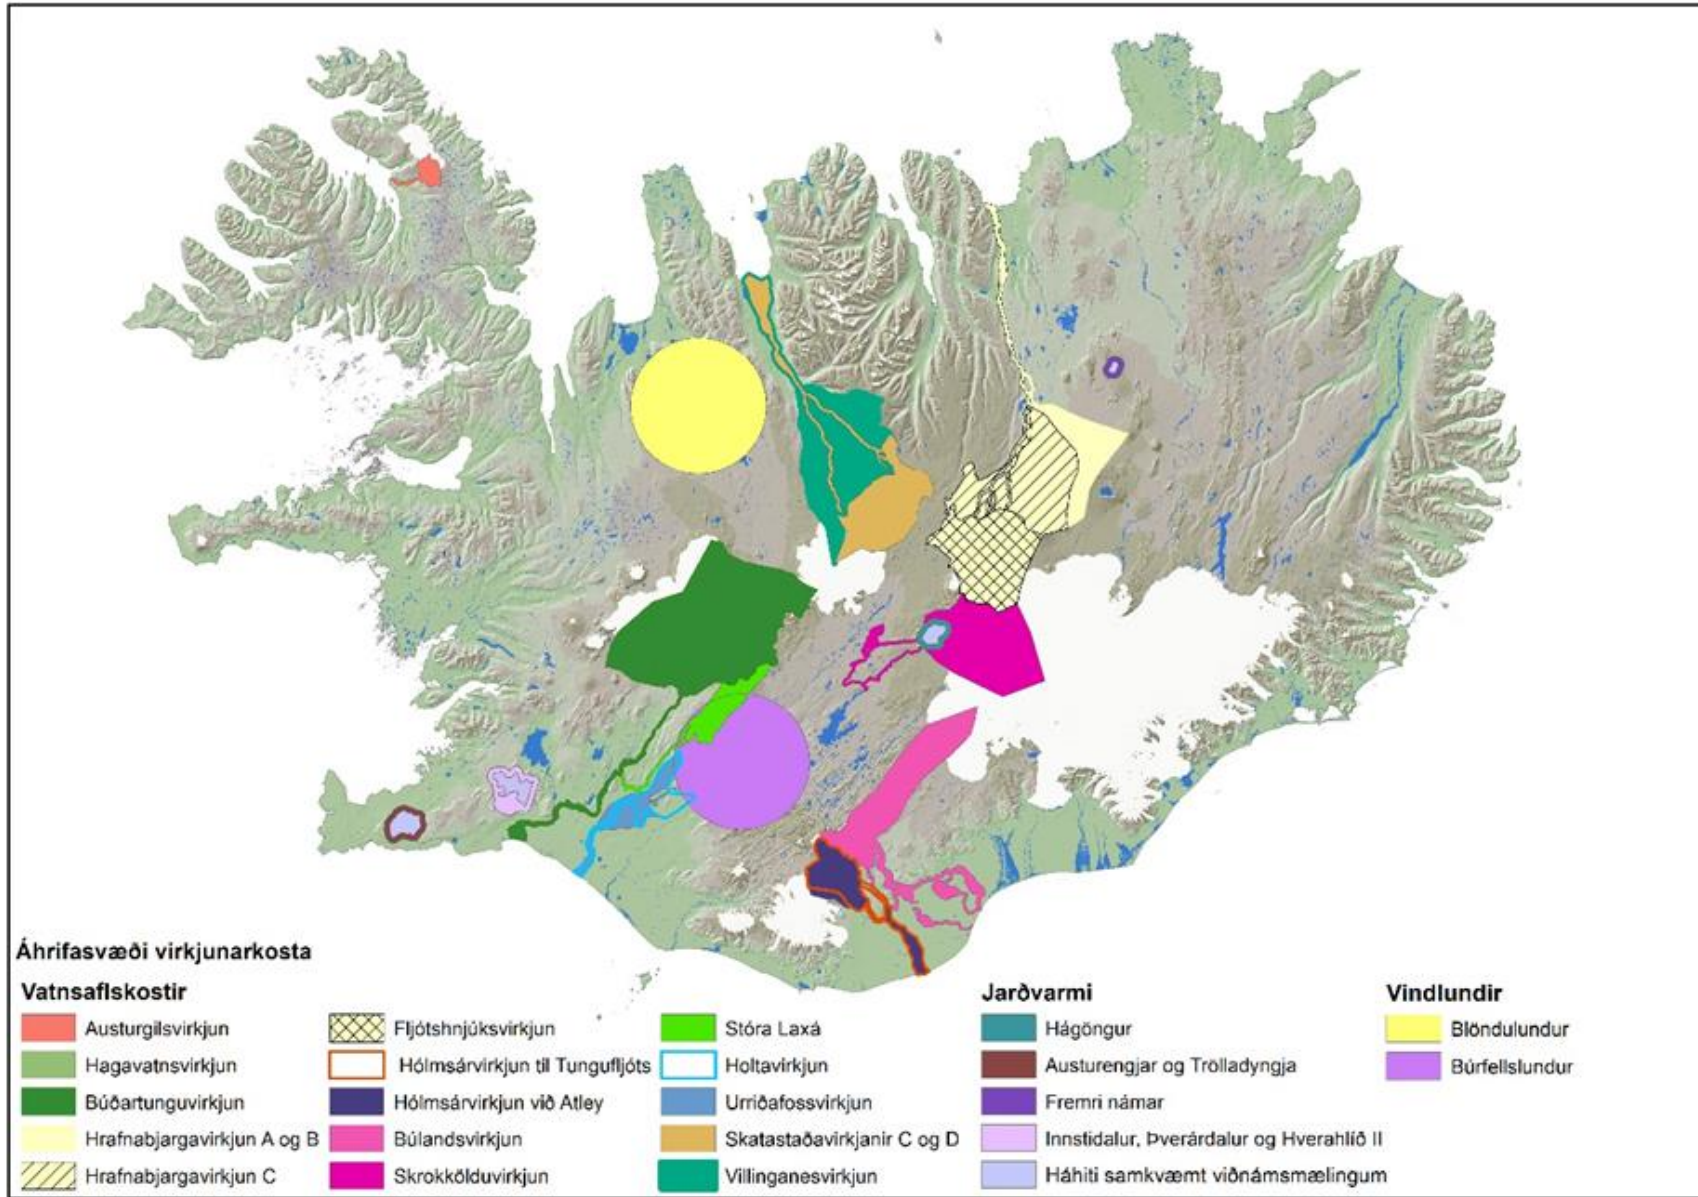 Áhrifasvæði virkjunarkosta
Vatnsaflskostir
Austurgilsvirkjun
Hagavatnsvirkjun
Búðartunguvirkjun
Hrafnabjargavirkjun A og B
Hrafnabjargavirkjun C
Fljótshnjúksvirkjun
Hólmsárvirkjun til Tungufljóts
Hólmsárvirkjun við Atley
Búlandsvirkjun
Skrokkölduvirkjun
Stóra Laxá
Holtavirkjun
Urriðafossvirkjun
Skatastaðavirkjanir C og D
Villinganesvirkjun
Jarðvarmi
Hágöngur
Austurengjar og Trölladyngja
Fremri námar
Innstidalur, Þverárdalur og Hverahlíð II
Háhiti samkvæmt viðnámsmælingum
Vindlundir
Blöndulundur
Búrfellslundur